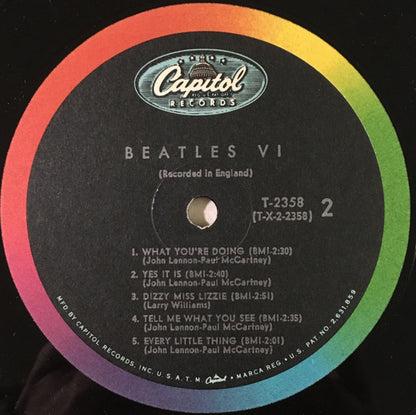 Capitol
RECORDS
BEATLES VI
(Recorded in England)
T-2358
(T-X-2-2358) 2
1. WHAT YOU'RE DOING (BMI-2:30)
(John Lennon-Paul McCartney)
2. YES IT IS (BMI-2:40)
(John Lennon-Paul McCartney)
3. DIZZY MISS LIZZIE (BMI-2:51)
(Larry Williams)
4. TELL ME WHAT YOU SEE (BMI-2:35)
(John Lennon-Paul McCartney)
5. EVERY LITTLE THING (BMI-2:01)
(John Lennon-Paul McCartney)
MFD. BY CAPITOL RECORDS, INC. U.S.A. T.M. Capitol MARCA REG. • U.S. PAT. NO. 2,631,859